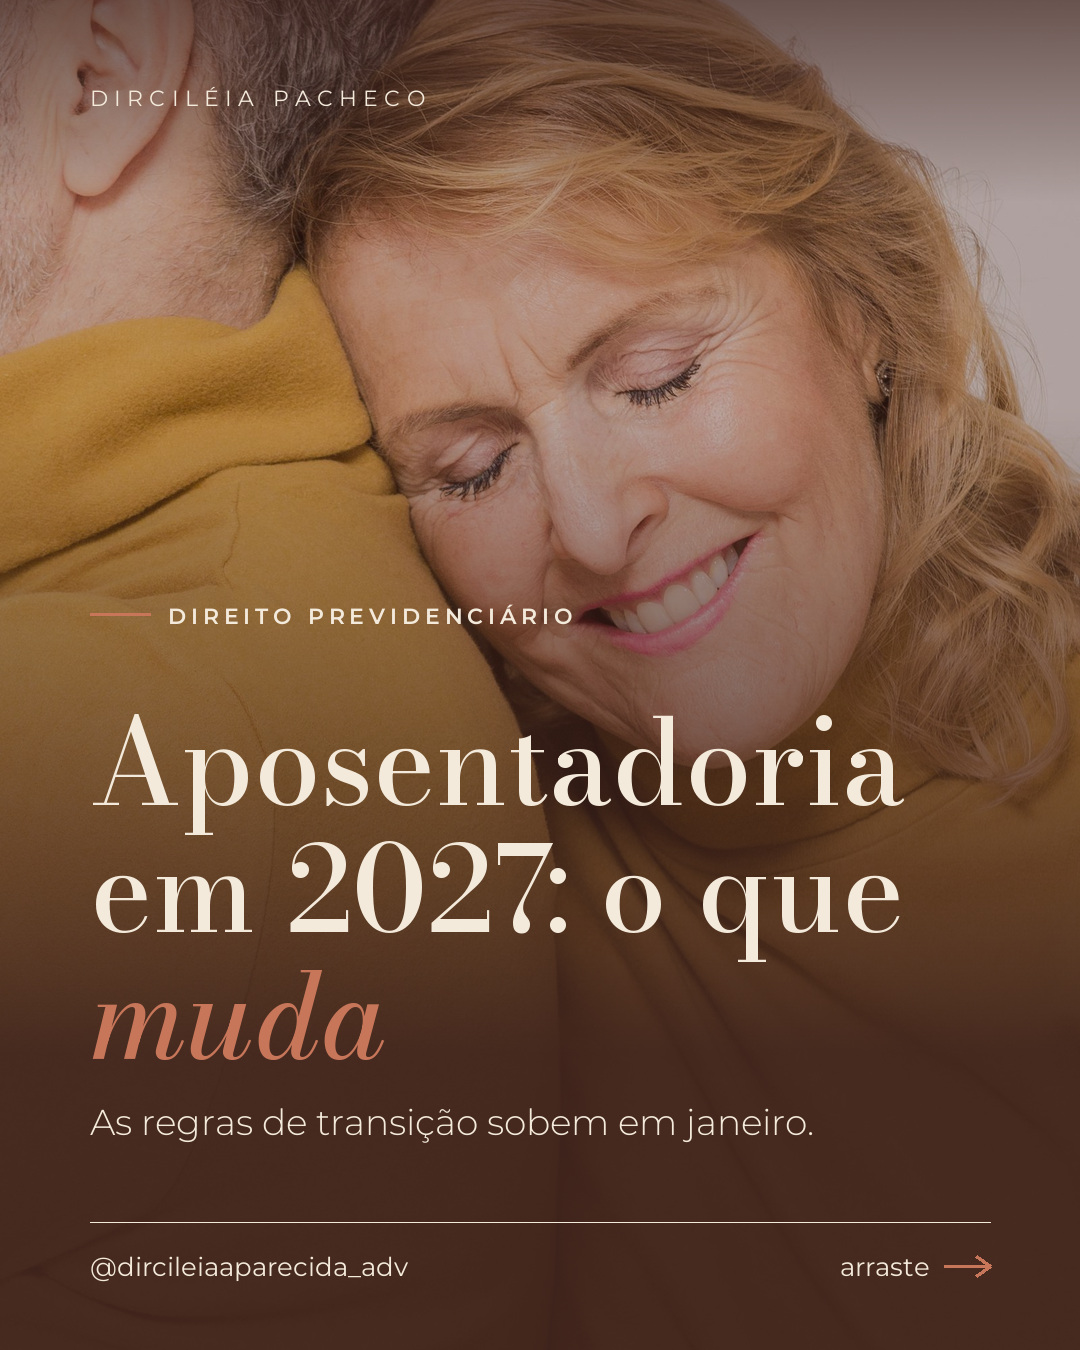 DIRCILÉIA PACHECO
DIREITO PREVIDENCIÁRIO
Aposentadoria
em 2027: o que
muda
As regras de transição sobem em janeiro.
@dircileiaaparecida_adv
arraste